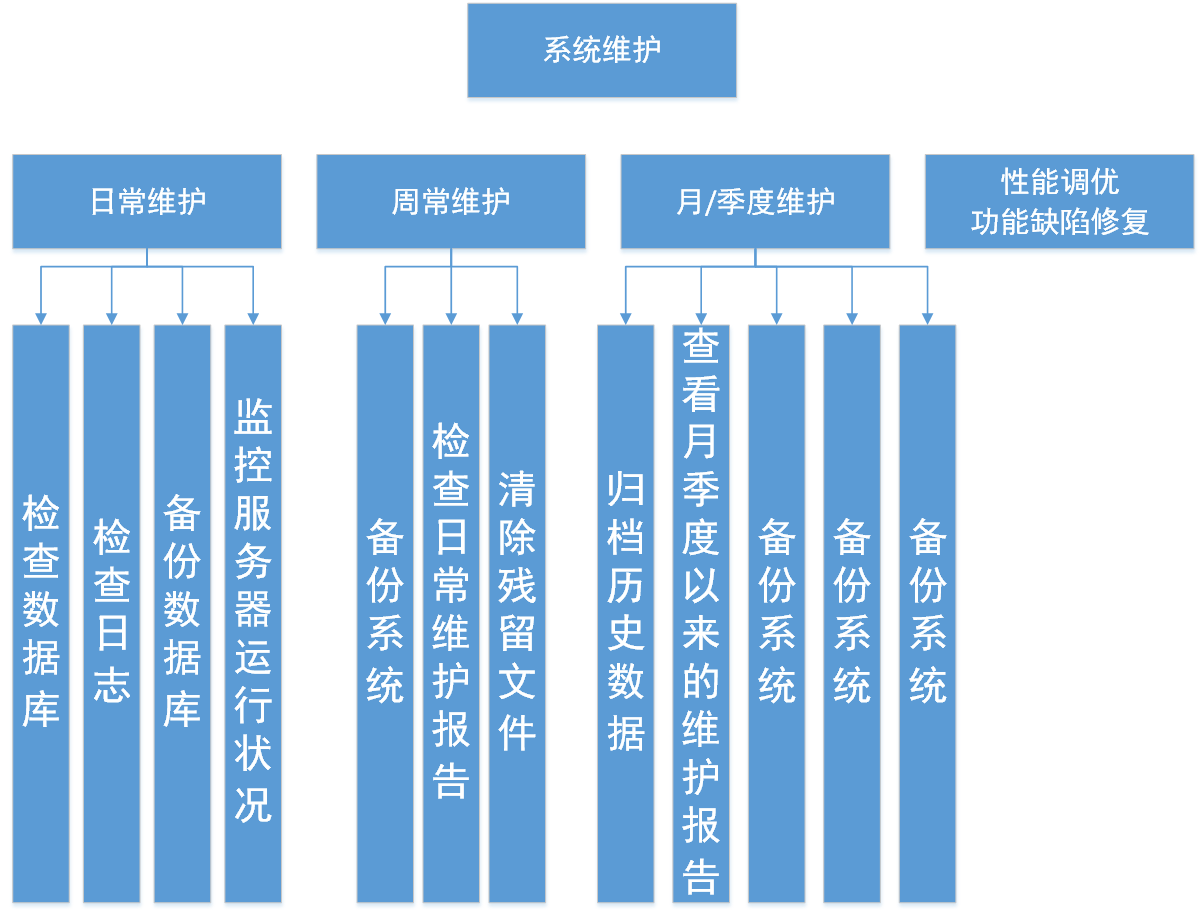 系统维护
日常维护
周常维护
月/季度维护
性能调优
功能缺陷修复
检查数据库
检查日志
备份数据库
监控服务器运行状况
备份系统
检查日常维护报告
清除残留文件
归档历史数据
查看月季度以来的维护报告
备份系统
备份系统
备份系统